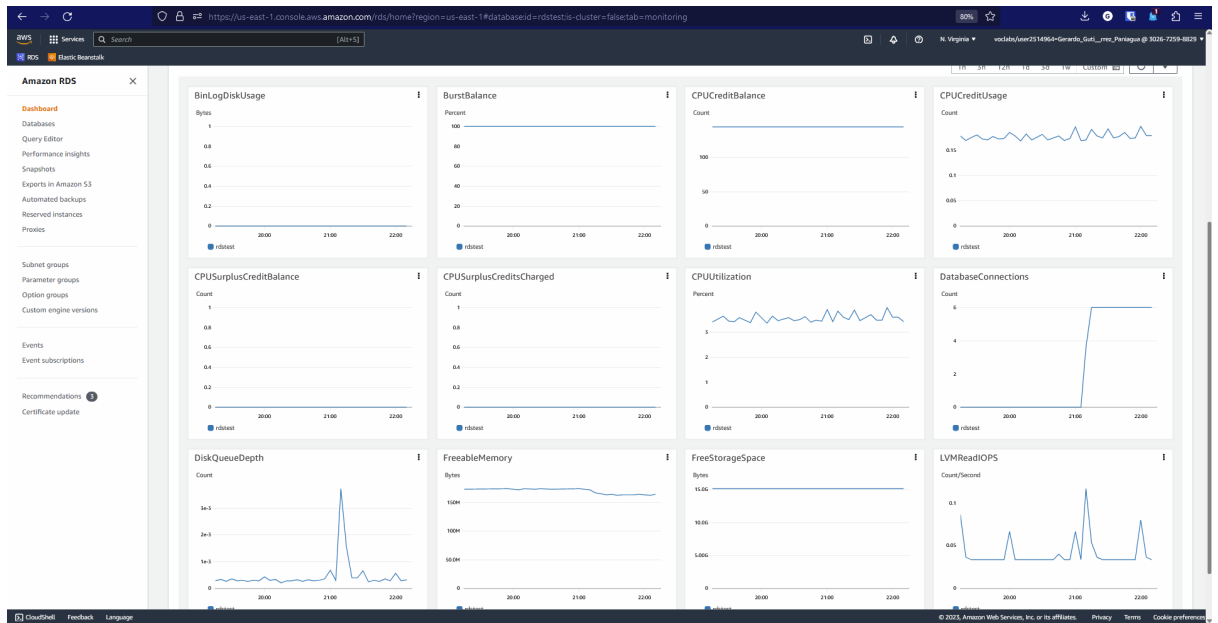 https://us-east-1.console.aws.amazon.com/rds/home?region=us-east-1#database:id=rdstest;is-cluster=false;tab=monitoring
80%
aws Services Search [Alt+S] N. Virginia voclabs/user2514964=Gerardo_Guti__rrez_Paniagua @ 3026-7259-8829
RDS Elastic Beanstalk
Amazon RDS
Dashboard
Databases
Query Editor
Performance insights
Snapshots
Exports in Amazon S3
Automated backups
Reserved instances
Proxies
Subnet groups
Parameter groups
Option groups
Custom engine versions
Events
Event subscriptions
Recommendations 3
Certificate update
1h 3h 12h 1d 3d 1w Custom
BinLogDiskUsage
Bytes
1
0.8
0.6
0.4
0.2
0
20:00 21:00 22:00
rdstest
BurstBalance
Percent
100
80
60
40
20
0
20:00 21:00 22:00
rdstest
CPUCreditBalance
Count
100
50
0
20:00 21:00 22:00
rdstest
CPUCreditUsage
Count
0.15
0.1
0.05
0
20:00 21:00 22:00
rdstest
CPUSurplusCreditBalance
Count
1
0.8
0.6
0.4
0.2
0
20:00 21:00 22:00
rdstest
CPUSurplusCreditsCharged
Count
1
0.8
0.6
0.4
0.2
0
20:00 21:00 22:00
rdstest
CPUUtilization
Percent
3
2
1
0
20:00 21:00 22:00
rdstest
DatabaseConnections
Count
6
4
2
0
20:00 21:00 22:00
rdstest
DiskQueueDepth
Count
3e-3
2e-3
1e-3
0
20:00 21:00 22:00
rdstest
FreeableMemory
Bytes
150M
100M
50.0M
0
20:00 21:00 22:00
rdstest
FreeStorageSpace
Bytes
15.0G
10.0G
5.00G
0
20:00 21:00 22:00
rdstest
LVMReadIOPS
Count/Second
0.1
0.05
0
20:00 21:00 22:00
rdstest
CloudShell Feedback Language © 2023, Amazon Web Services, Inc. or its affiliates. Privacy Terms Cookie preferences